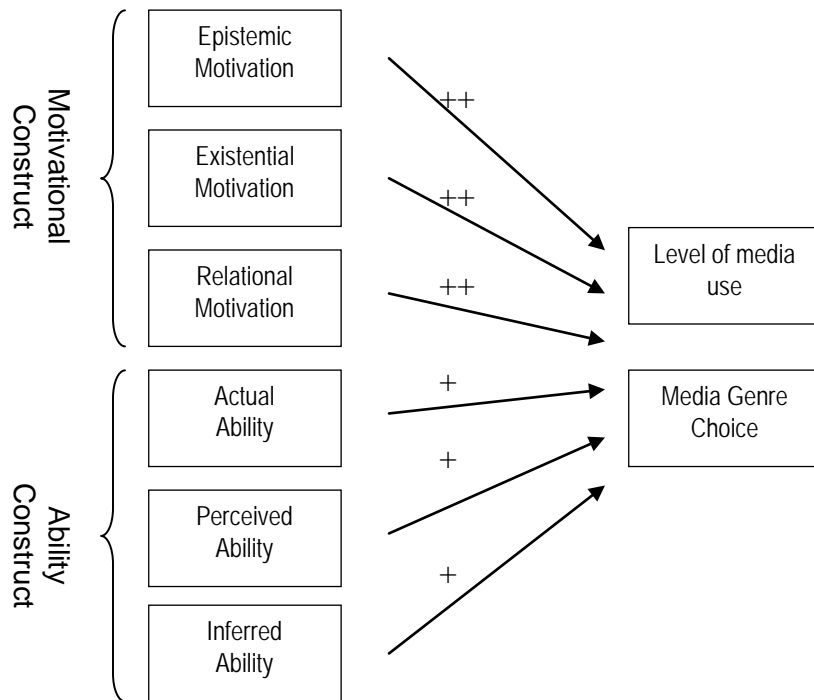 Motivational
Construct
Epistemic
Motivation
++
Existential
Motivation
++
Relational
Motivation
++
Level of media
use
Ability
Construct
Actual
Ability
+
Perceived
Ability
+
Inferred
Ability
+
Media Genre
Choice